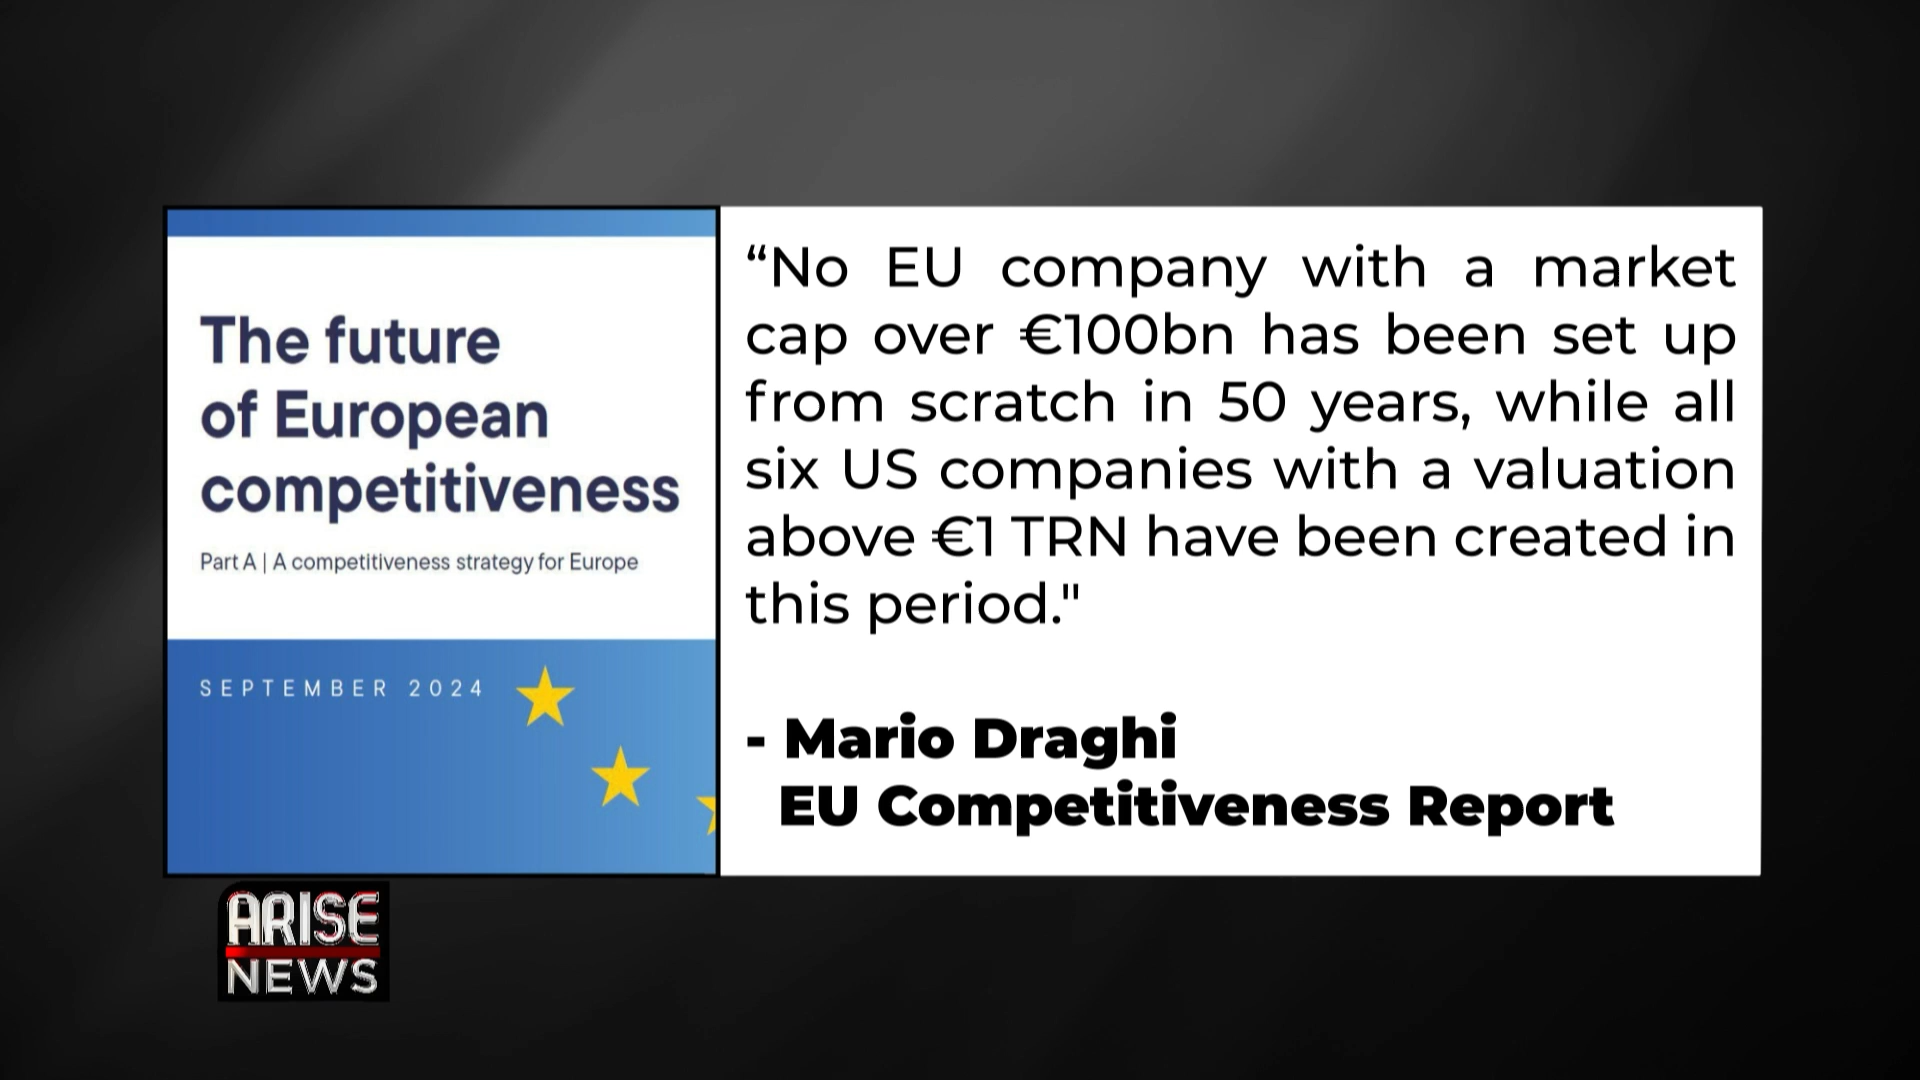 The future
of European
competitiveness
Part A | A competitiveness strategy for Europe
SEPTEMBER 2024
“No EU company with a market
cap over €100bn has been set up
from scratch in 50 years, while all
six US companies with a valuation
above €1 TRN have been created in
this period."
- Mario Draghi
EU Competitiveness Report
ARISE
NEWS